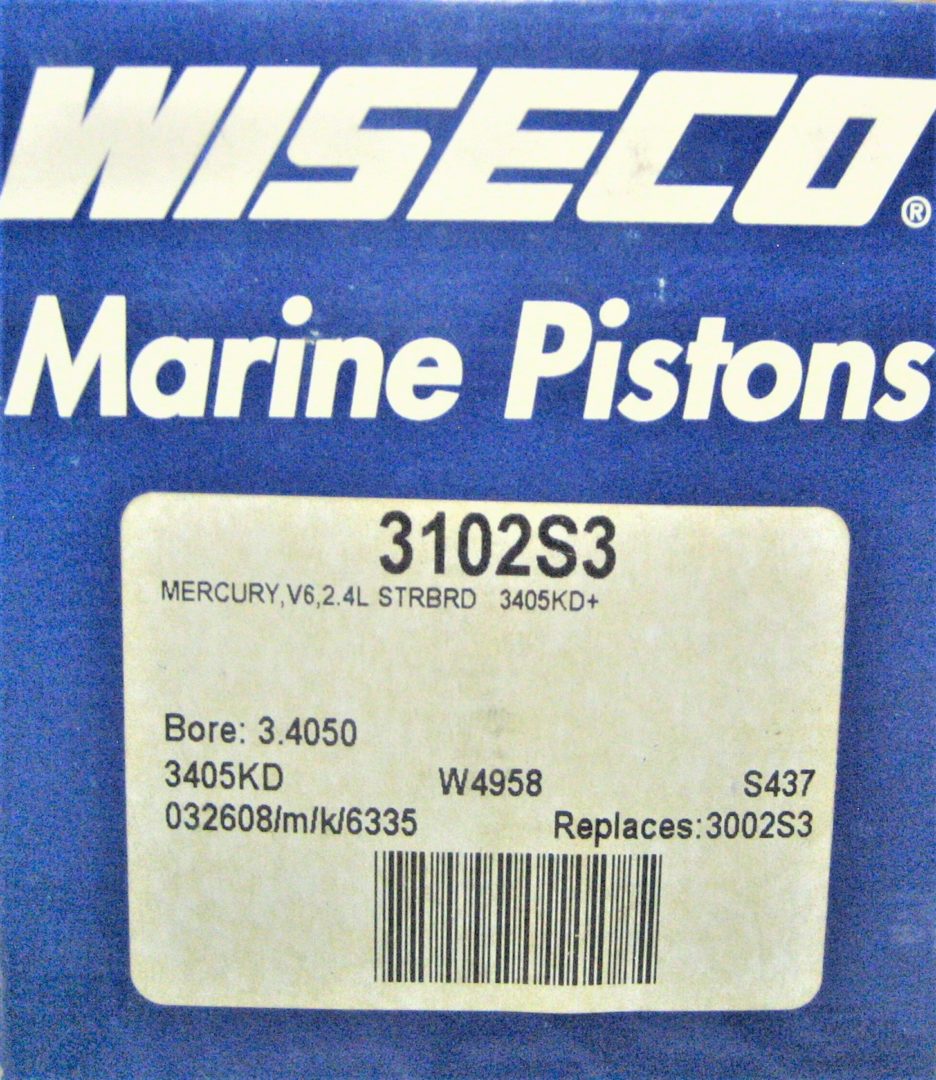 WISECO®
Marine Pistons
3102S3
MERCURY,V6,2.4L STRBRD 3405KD+
Bore: 3.4050
3405KD W4958 S437
032608/m/k/6335 Replaces:3002S3